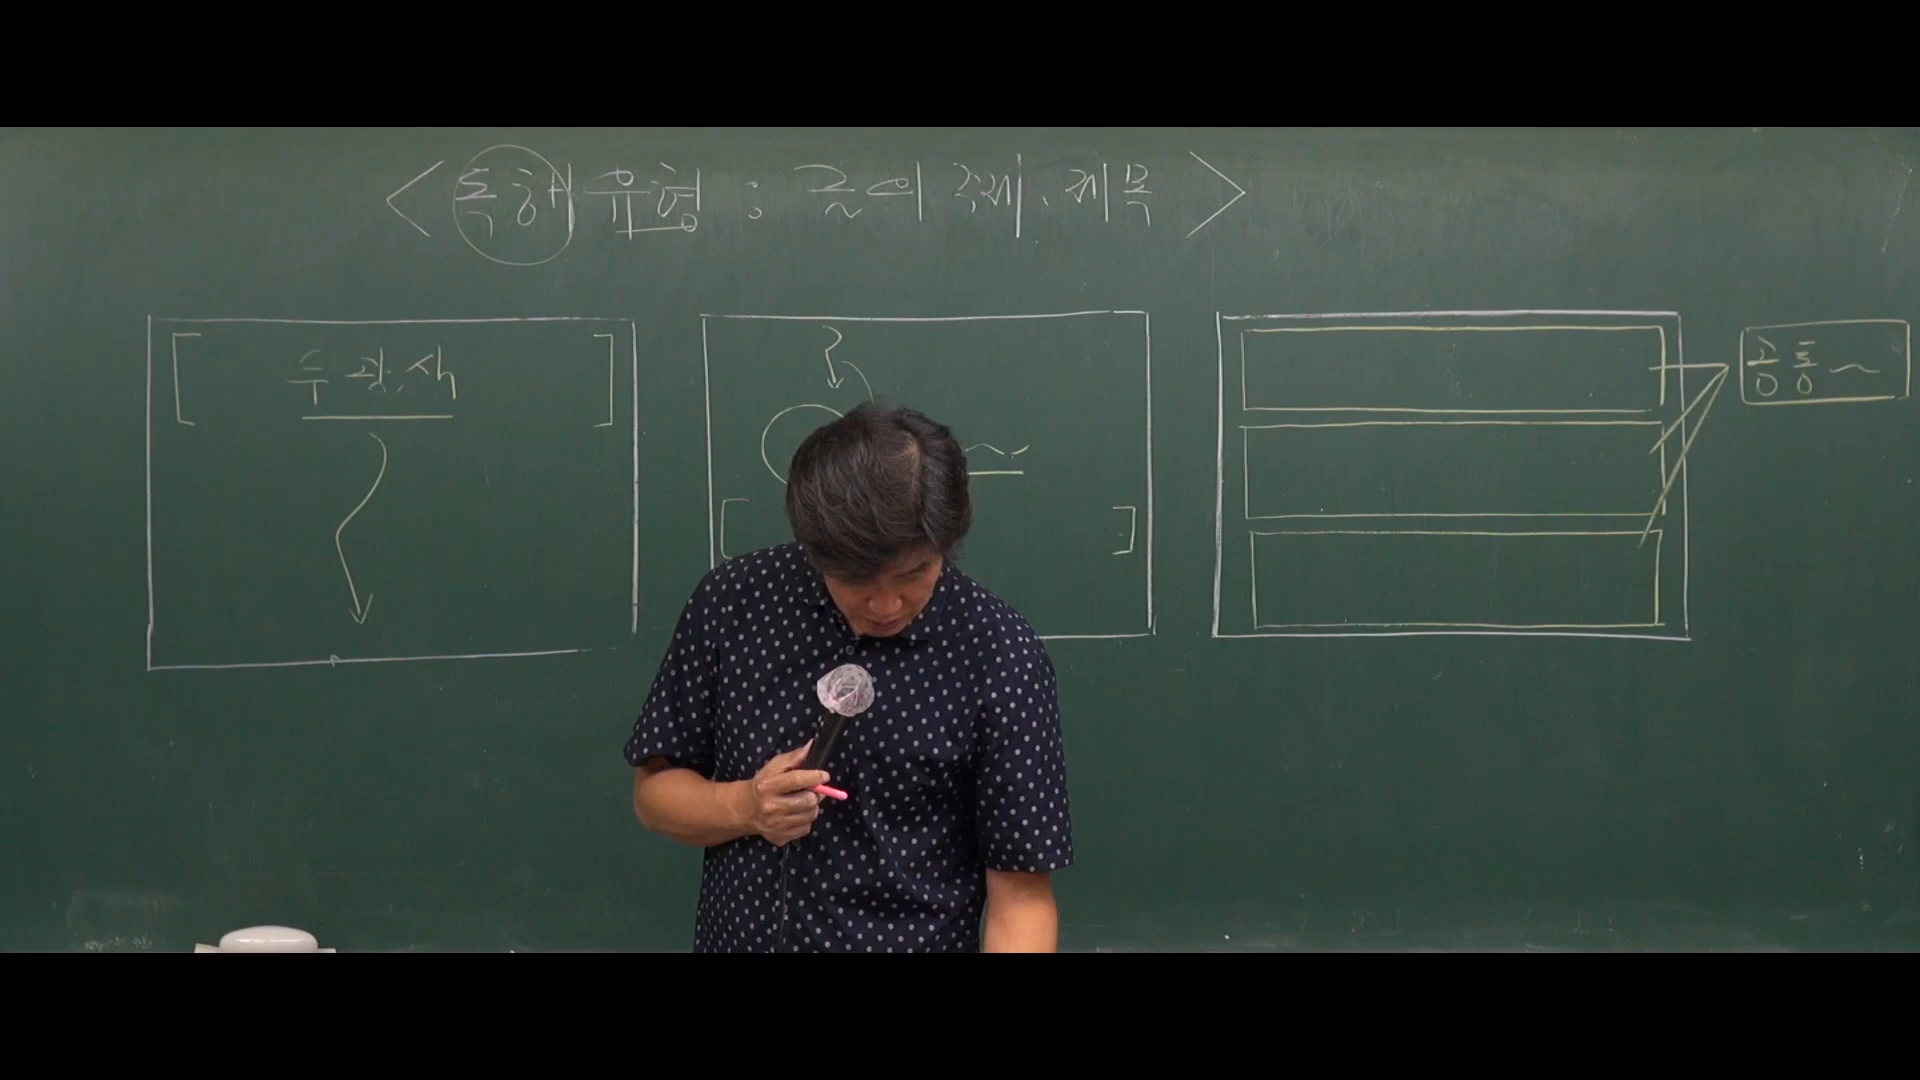 < 독해 유형 : 글의 주제, 제목 >
두괄식
공통~